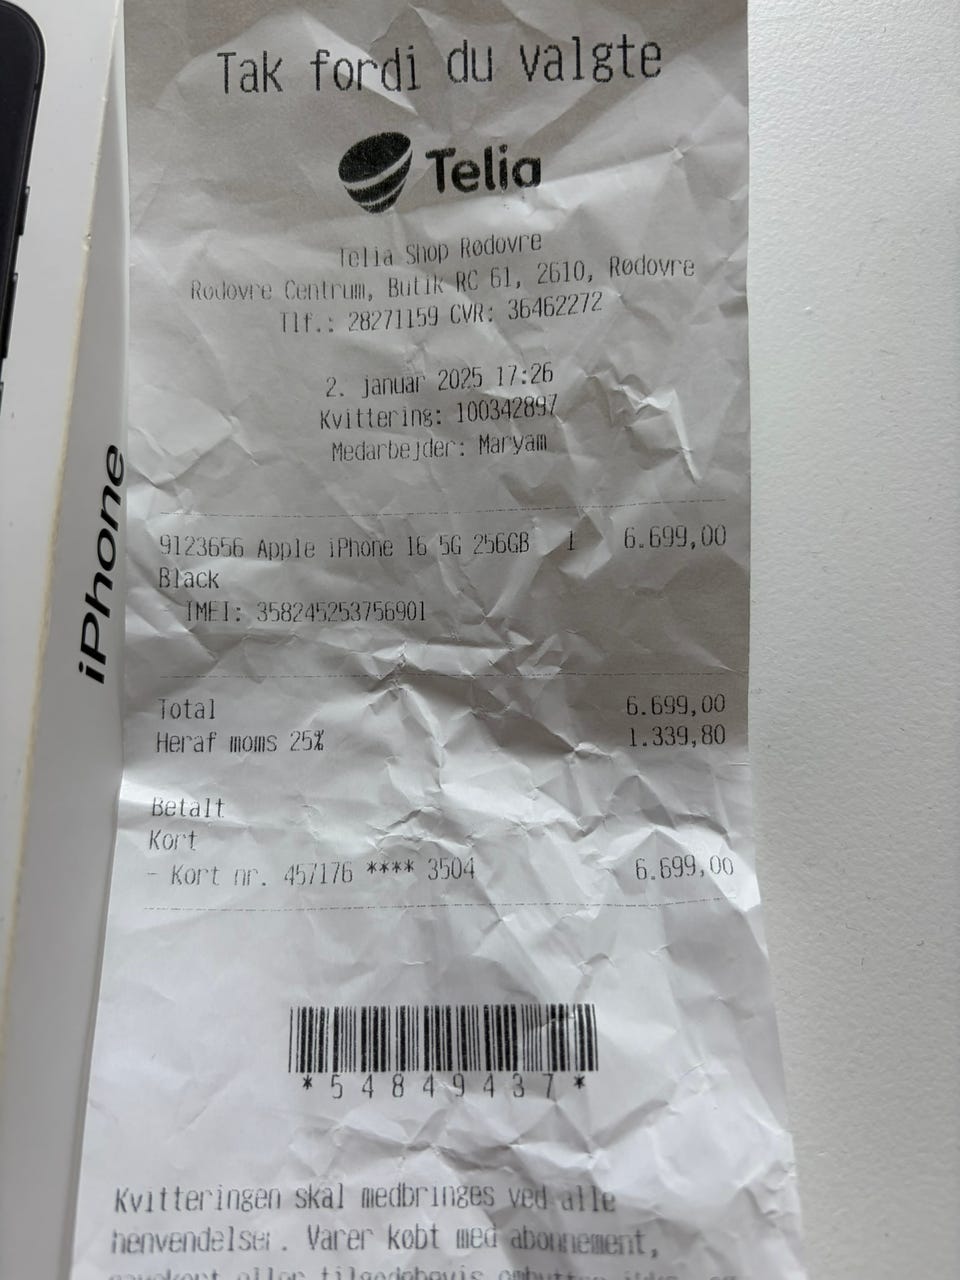 Tak fordi du valgte
Telia
Telia Shop Rødovre
Rødovre Centrum, Butik RC 61, 2610, Rødovre
Tlf.: 28271159 CVR: 36462272
2. januar 2025 17:26
Kvittering: 100342897
Medarbejder: Maryam
9123656 Apple iPhone 16 5G 256GB 1 6.699,00
Black
- IMEI: 358245253756901
Total 6.699,00
Heraf moms 25% 1.339,80
Betalt
Kort
- Kort nr. 457176 **** 3504 6.699,00
*54849437*
Kvitteringen skal medbringes ved alle
henvendelser. Varer købt med abonnement,
iPhone